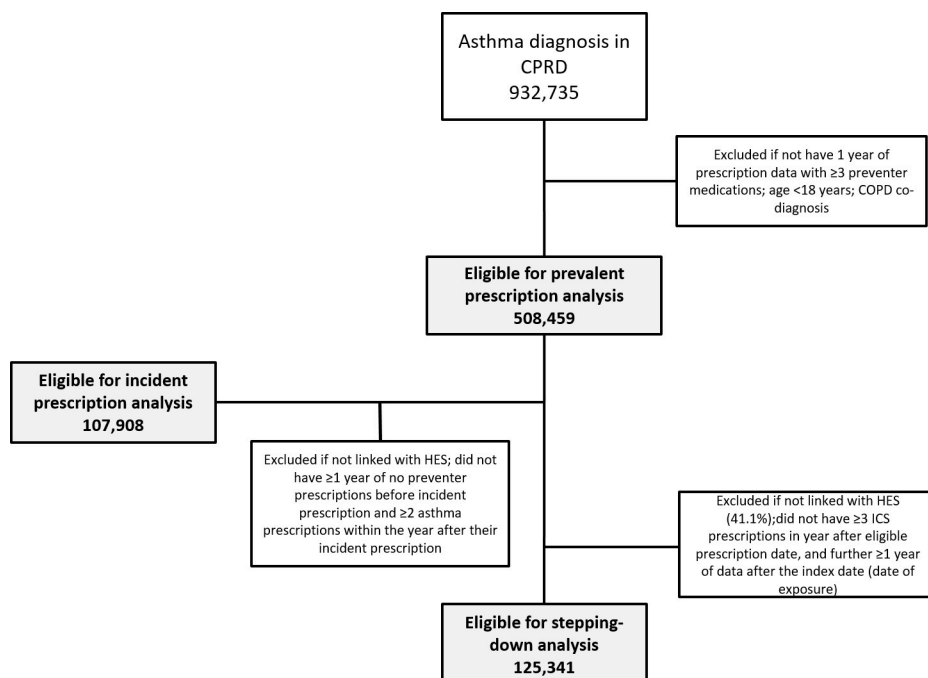 Asthma diagnosis in
CPRD
932,735
Excluded if not have 1 year of
prescription data with ≥3 preventer
medications; age <18 years; COPD co-
diagnosis
Eligible for prevalent
prescription analysis
508,459
Eligible for incident
prescription analysis
107,908
Excluded if not linked with HES; did not
have ≥1 year of no preventer
prescriptions before incident
prescription and ≥2 asthma
prescriptions within the year after their
incident prescription
Excluded if not linked with HES
(41.1%);did not have ≥3 ICS
prescriptions in year after eligible
prescription date, and further ≥1 year
of data after the index date (date of
exposure)
Eligible for stepping-
down analysis
125,341